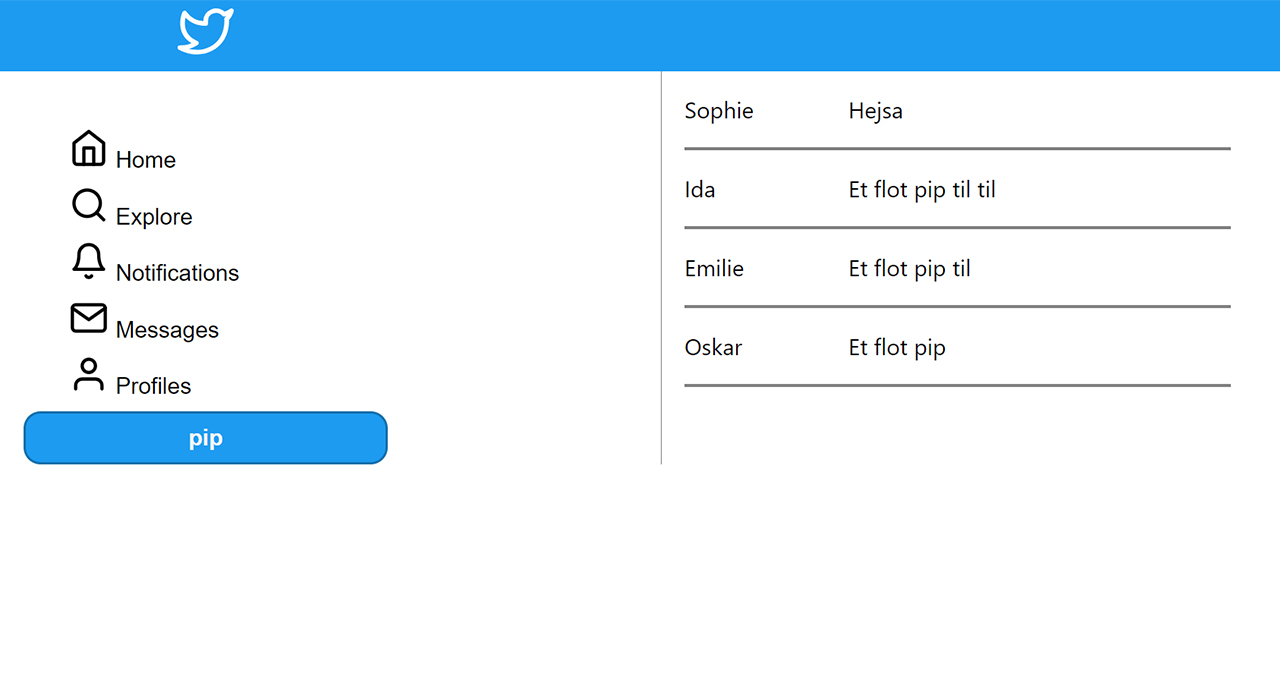 Home
Explore
Notifications
Messages
Profiles
pip
Sophie Hejsa
Ida Et flot pip til til
Emilie Et flot pip til
Oskar Et flot pip